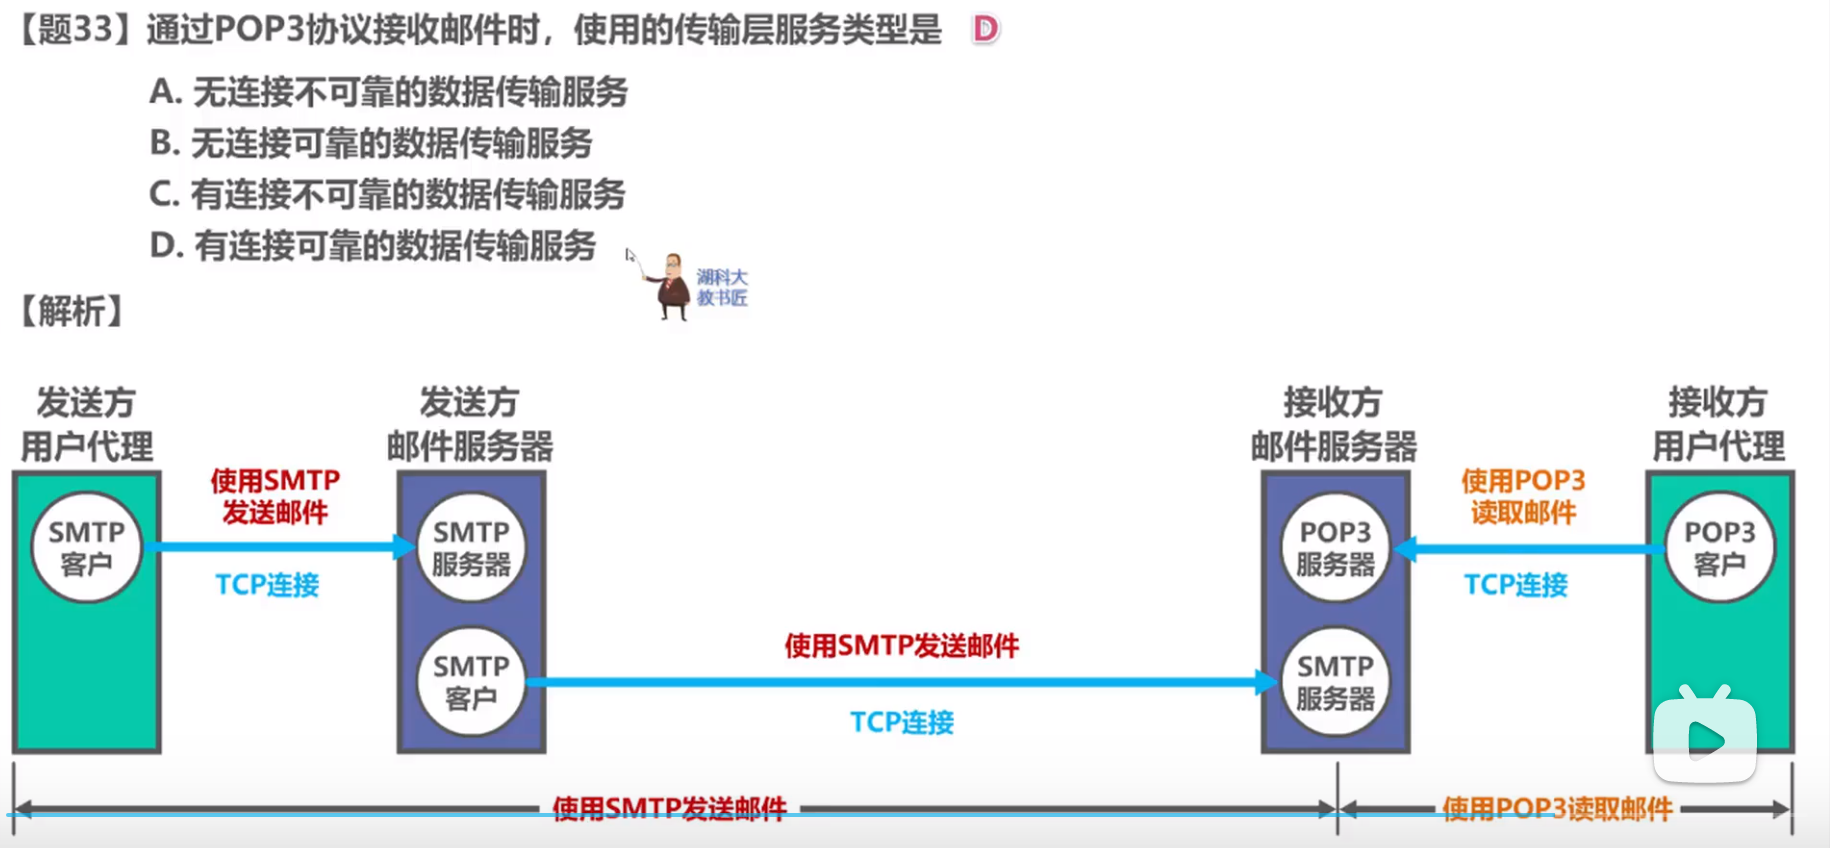 【题33】通过POP3协议接收邮件时，使用的传输层服务类型是 D
A. 无连接不可靠的数据传输服务
B. 无连接可靠的数据传输服务
C. 有连接不可靠的数据传输服务
D. 有连接可靠的数据传输服务
湖科大
教书匠
【解析】
发送方
用户代理
发送方
邮件服务器
接收方
邮件服务器
接收方
用户代理
使用SMTP
发送邮件
使用POP3
读取邮件
SMTP
客户
SMTP
服务器
POP3
服务器
POP3
客户
TCP连接
TCP连接
使用SMTP发送邮件
SMTP
客户
SMTP
服务器
TCP连接
使用SMTP发送邮件
使用POP3读取邮件